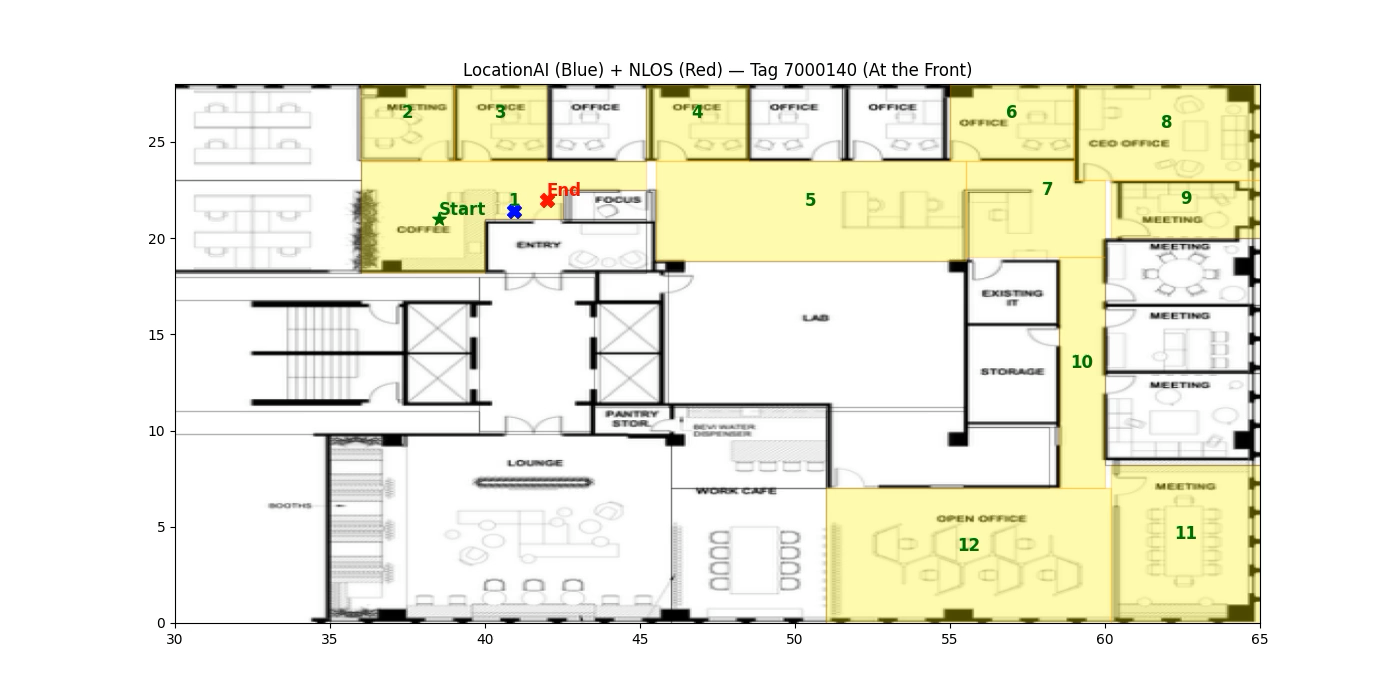 LocationAI (Blue) + NLOS (Red) — Tag 7000140 (At the Front)
MEETING
2
OFFICE
3
OFFICE
OFFICE
4
OFFICE
OFFICE
OFFICE
6
CEO OFFICE
8
Start
1
End
FOCUS
COFFEE
ENTRY
5
7
9
MEETING
MEETING
EXISTING
IT
LAB
MEETING
STORAGE
10
MEETING
PANTRY
STOR.
BEVI WATER
DISPENSER
LOUNGE
WORK CAFE
BOOTHS
MEETING
11
OPEN OFFICE
12
25
20
15
10
5
0
30
35
40
45
50
55
60
65